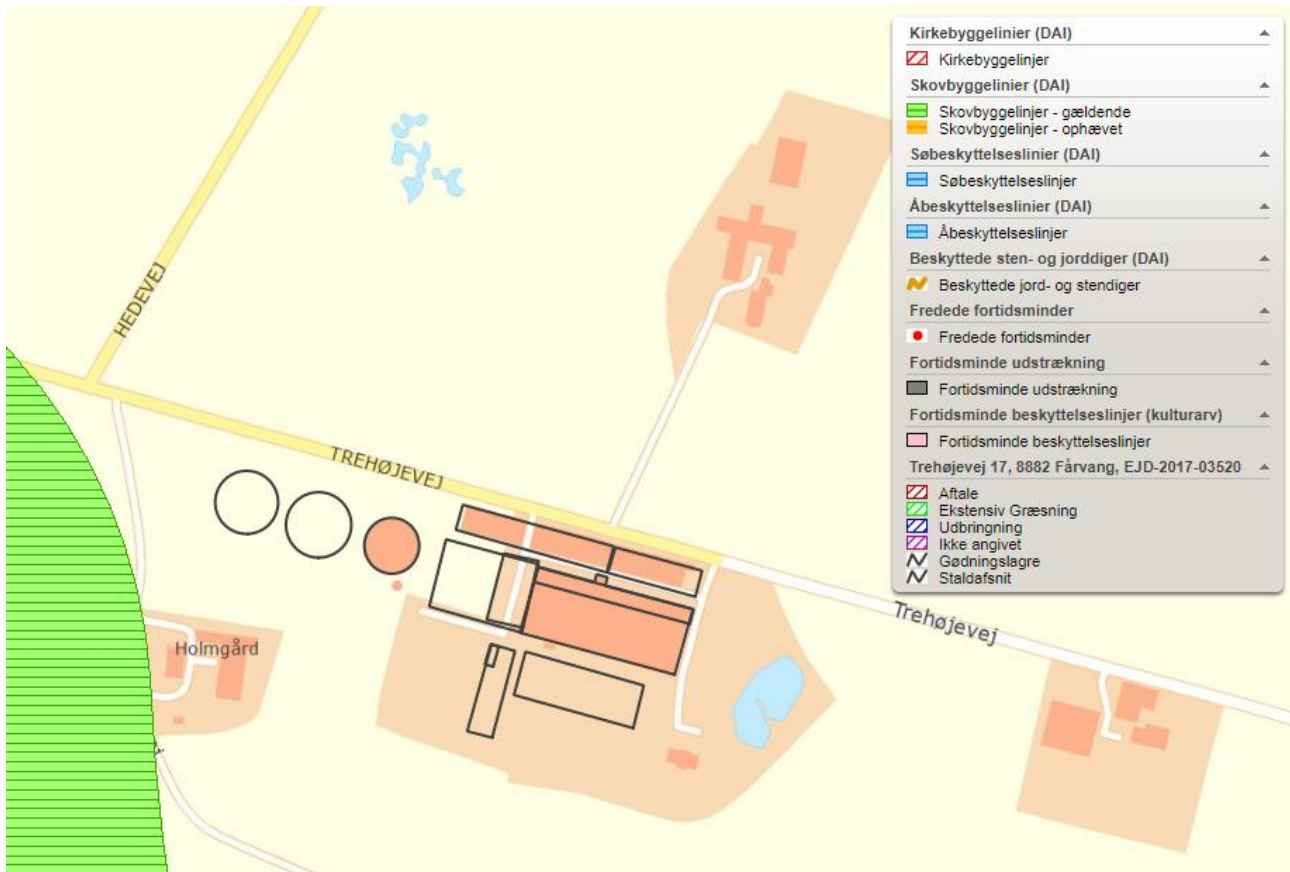 Kirkebyggelinier (DAI)
Kirkebyggelinjer
Skovbyggelinier (DAI)
Skovbyggelinjer - gældende
Skovbyggelinjer - ophævet
Søbeskyttelseslinier (DAI)
Søbeskyttelseslinjer
Åbeskyttelseslinier (DAI)
Åbeskyttelseslinjer
Beskyttede sten- og jorddiger (DAI)
Beskyttede jord- og stendiger
Fredede fortidsminder
Fredede fortidsminder
Fortidsminde udstrækning
Fortidsminde udstrækning
Fortidsminde beskyttelseslinjer (kulturarv)
Fortidsminde beskyttelseslinjer
Trehøjevej 17, 8882 Fårvang, EJD-2017-03520
Aftale
Ekstensiv Græsning
Udbringning
Ikke angivet
Gødningslagre
Staldafsnit
HEDEVEJ
TREHØJEVEJ
Trehøjevej
Holmgård